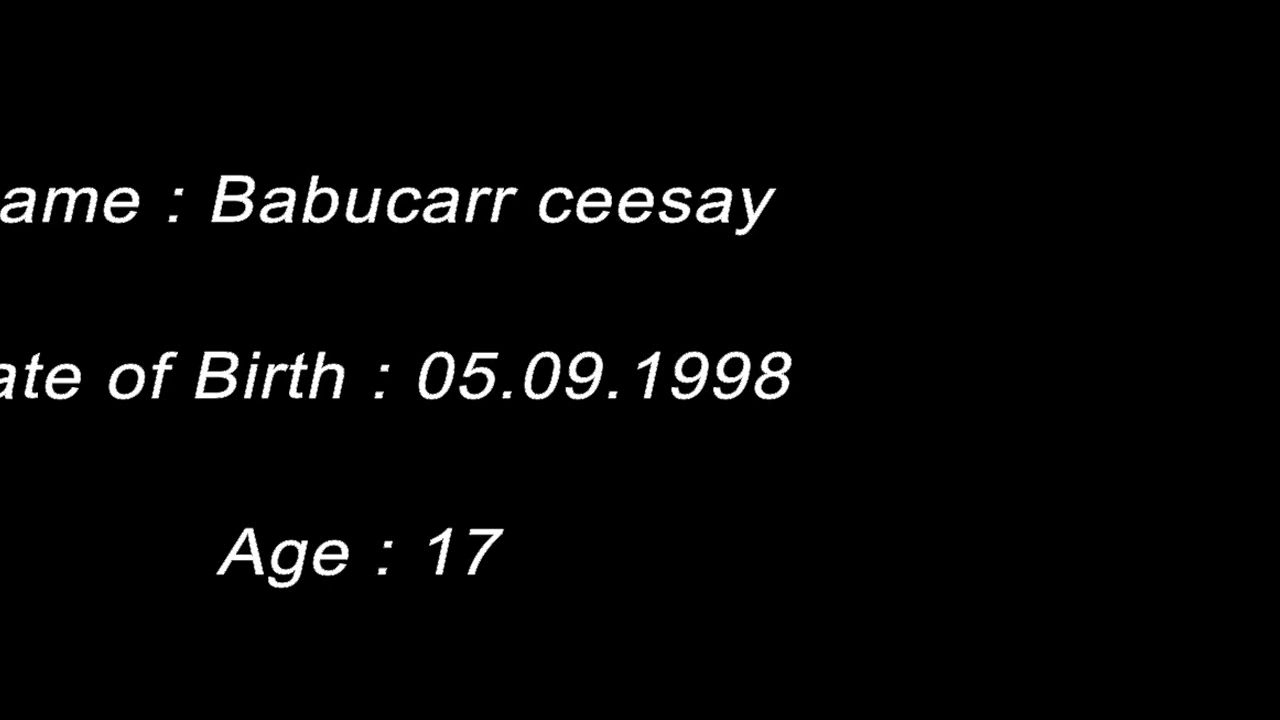 ame : Babucarr ceesay
ate of Birth : 05.09.1998
Age : 17